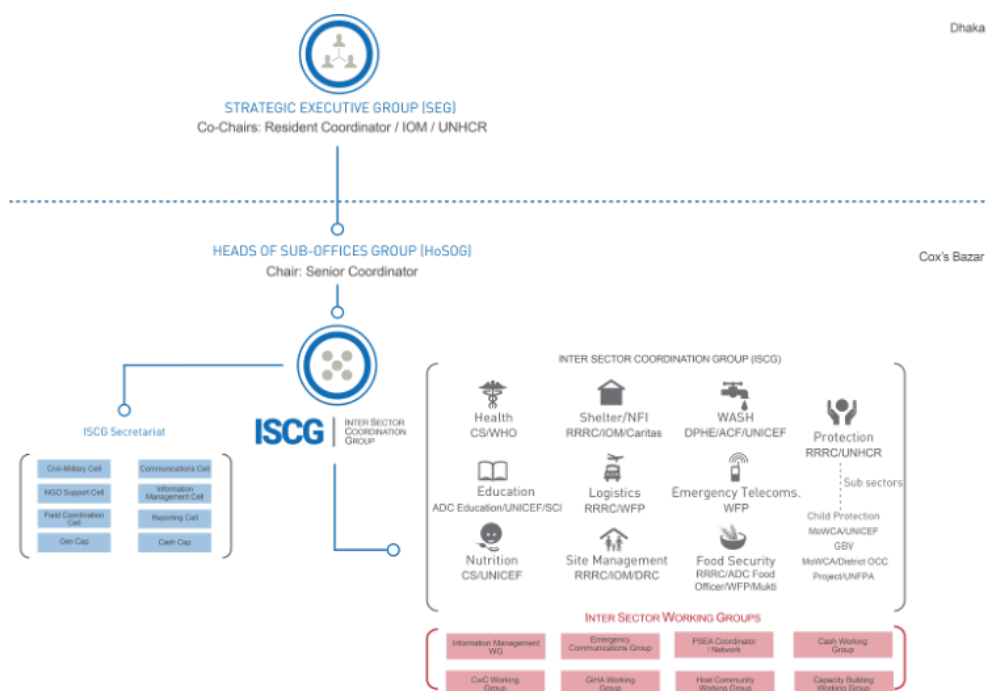 Dhaka
STRATEGIC EXECUTIVE GROUP (SEG)
Co-Chairs: Resident Coordinator / IOM / UNHCR
HEADS OF SUB-OFFICES GROUP (HoSOG)
Chair: Senior Coordinator
Cox's Bazar
ISCG Secretariat
Civil-Military Cell
Communications Cell
NGO Support Cell
Information
Management Cell
Field Coordination
Cell
Reporting Cell
Gen Cap
Cash Cap
ISCG
INTER SECTOR
COORDINATION
GROUP
INTER SECTOR COORDINATION GROUP (ISCG)
Health
CS/WHO
Shelter/NFI
RRRC/IOM/Caritas
WASH
DPHE/ACF/UNICEF
Protection
RRRC/UNHCR
Education
ADC Education/UNICEF/SCI
Logistics
RRRC/WFP
Emergency Telecoms.
WFP
Sub sectors
Child Protection
MoWCA/UNICEF
GBV
MoWCA/District OCC
Project/UNFPA
Nutrition
CS/UNICEF
Site Management
RRRC/IOM/DRC
Food Security
RRRC/ADC Food
Officer/WFP/Mukti
INTER SECTOR WORKING GROUPS
Information Management
WG
Emergency
Communications Group
PSEA Coordinator
/ Network
Cash Working
Group
CwC Working
Group
GiHA Working
Group
Host Community
Working Group
Capacity Building
Working Group